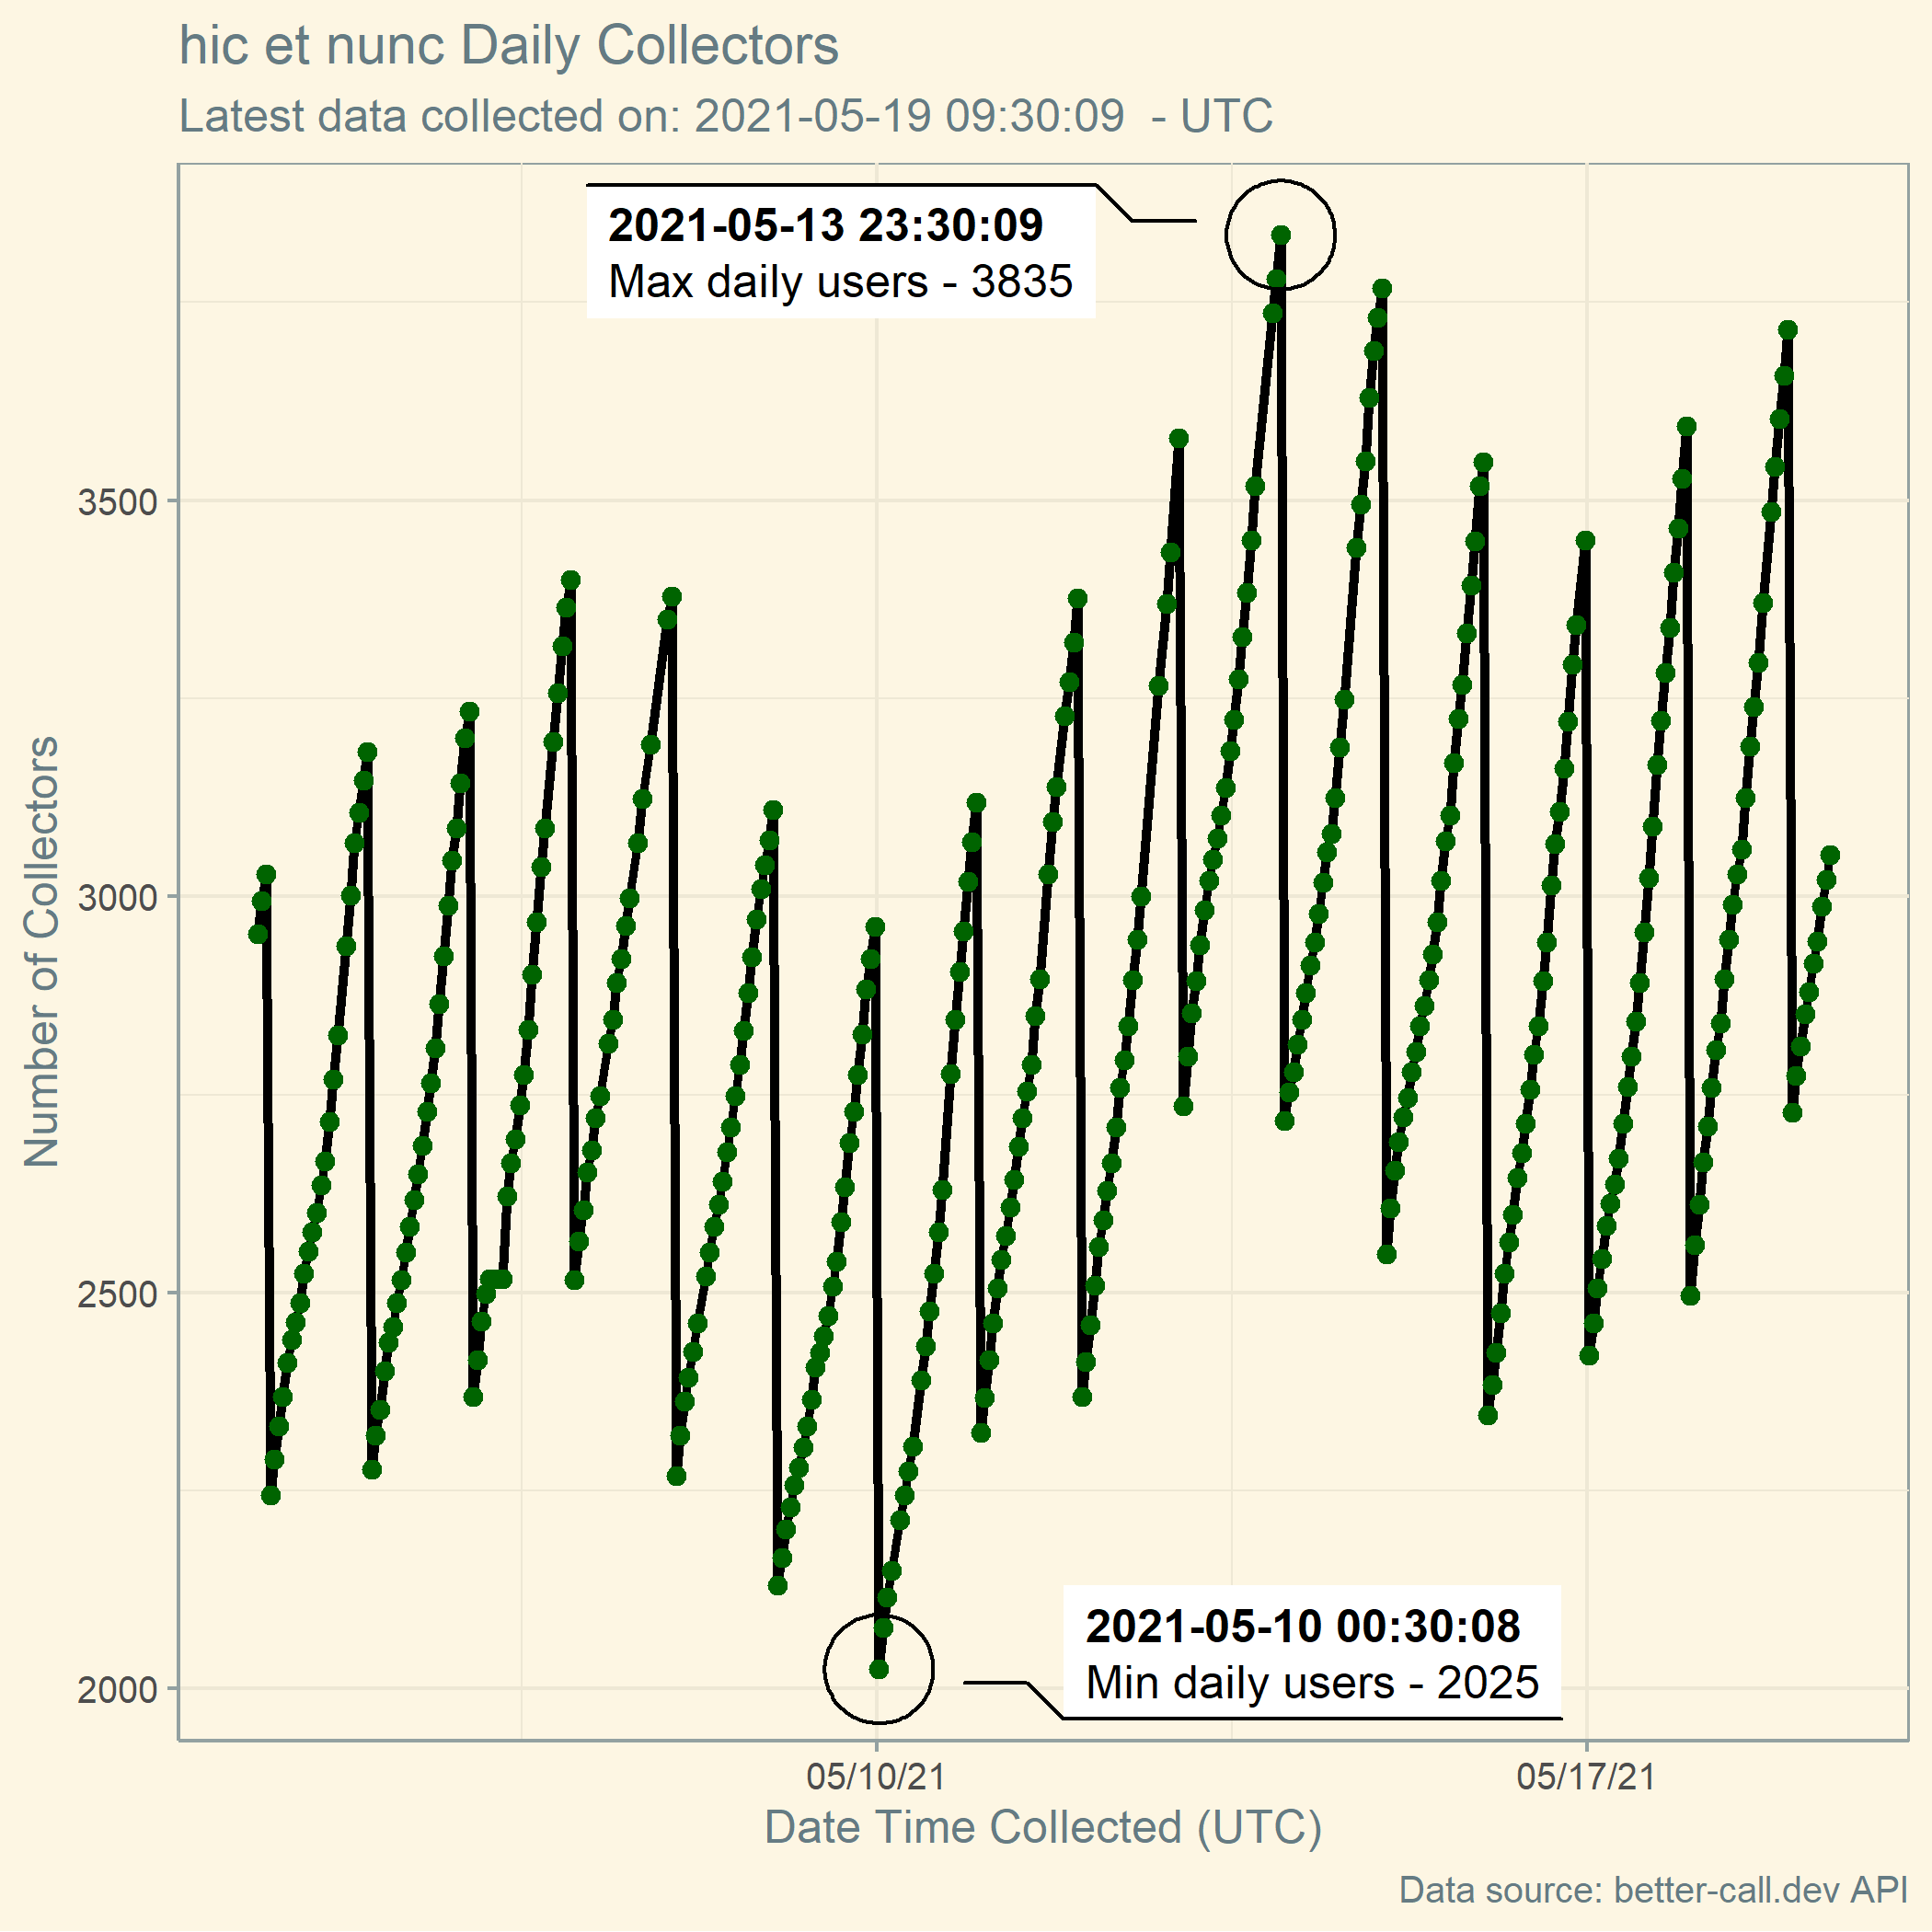 hic et nunc Daily Collectors
Latest data collected on: 2021-05-19 09:30:09  - UTC
2021-05-13 23:30:09
Max daily users - 3835
3500
3000
2500
2000
Number of Collectors
2021-05-10 00:30:08
Min daily users - 2025
05/10/21
05/17/21
Date Time Collected (UTC)
Data source: better-call.dev API